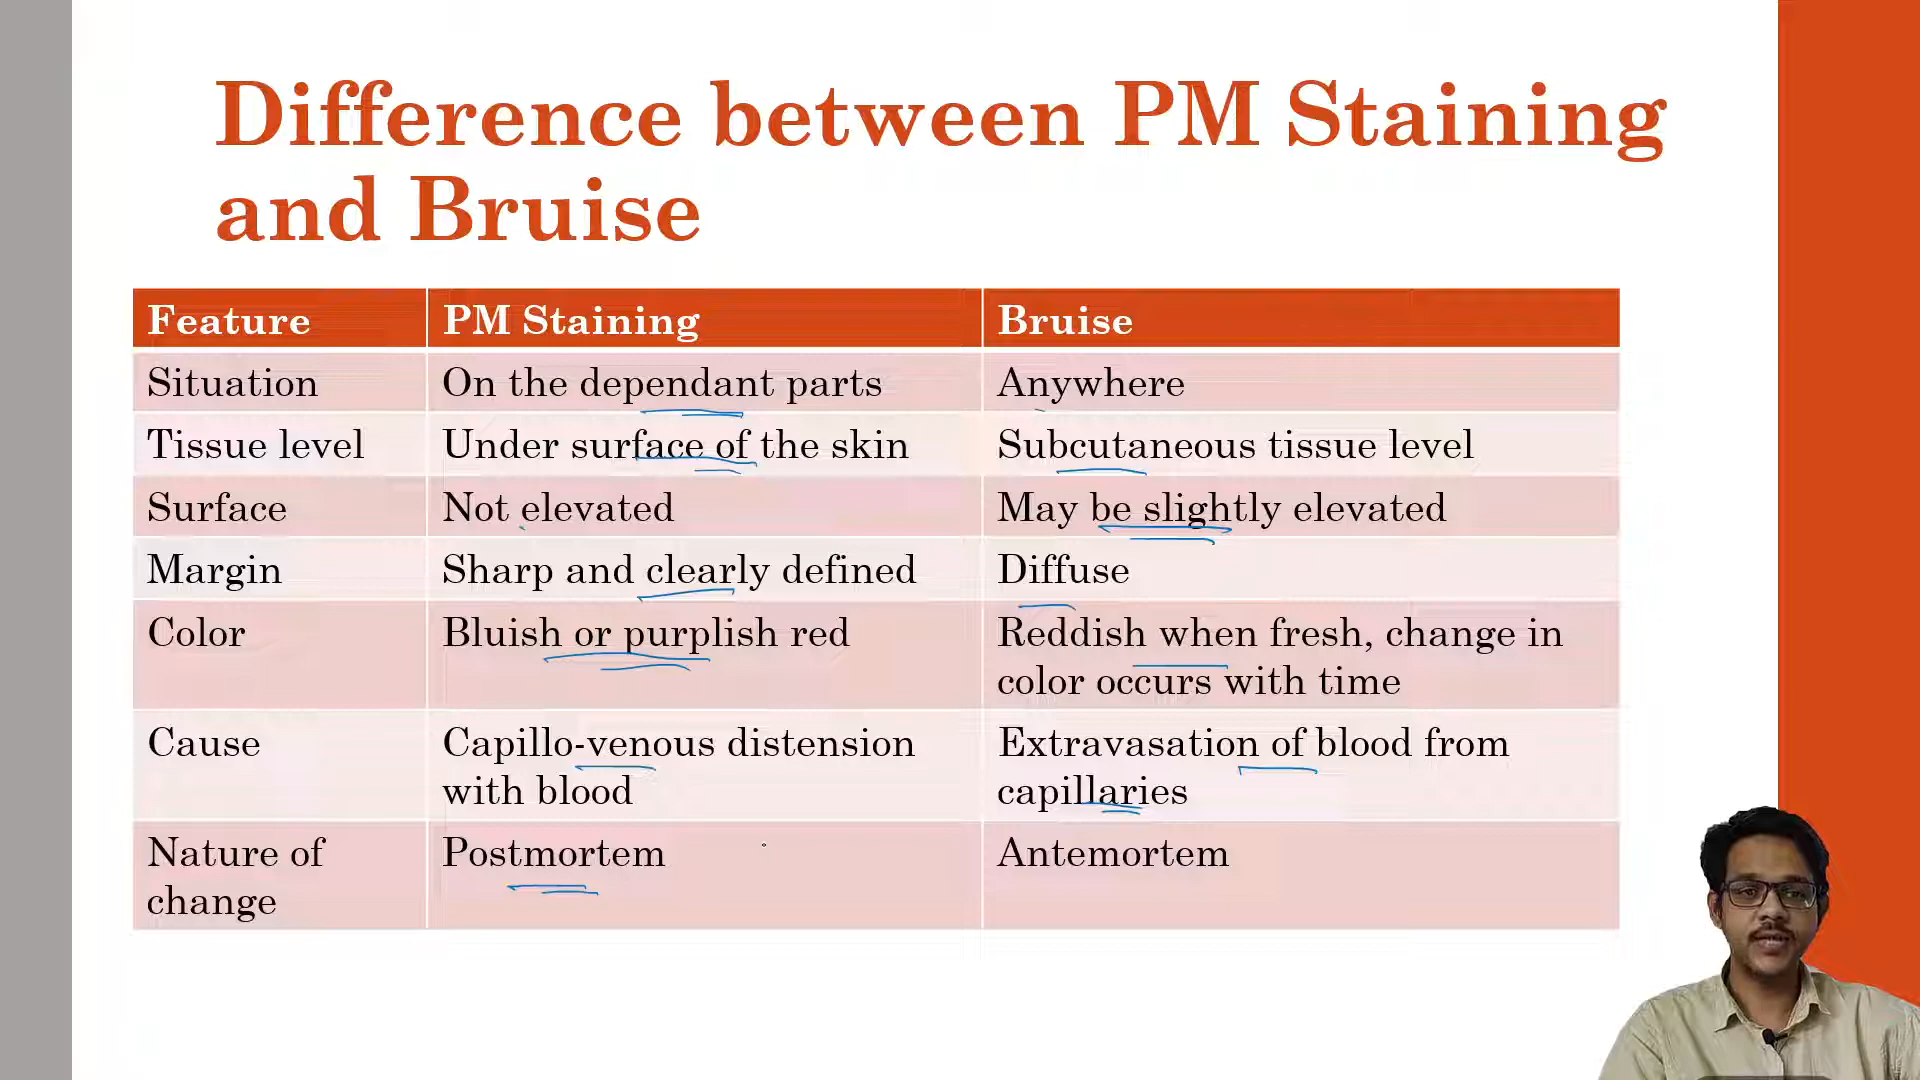 Difference between PM Staining
and Bruise
Feature PM Staining Bruise
Situation On the dependant parts Anywhere
Tissue level Under surface of the skin Subcutaneous tissue level
Surface Not elevated May be slightly elevated
Margin Sharp and clearly defined Diffuse
Color Bluish or purplish red Reddish when fresh, change in
color occurs with time
Cause Capillo-venous distension
with blood
Extravasation of blood from
capillaries
Nature of
change
Postmortem Antemortem